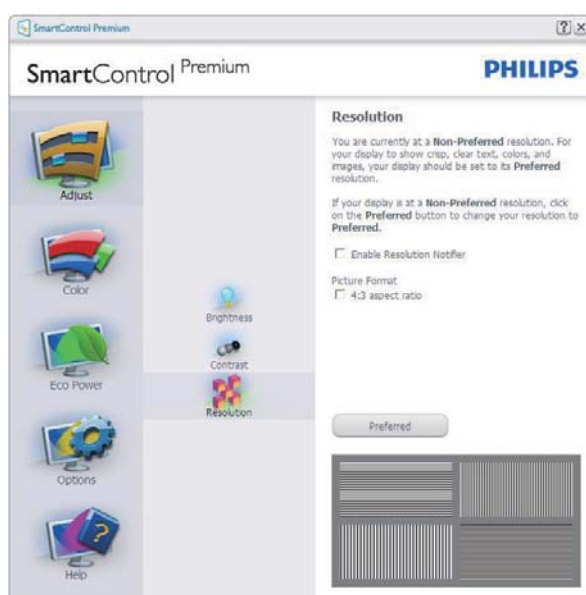 SmartControl Premium
SmartControl Premium
PHILIPS
Adjust
Color
Eco Power
Options
Help
Brightness
Contrast
Resolution
Resolution
You are currently at a Non-Preferred resolution. For
your display to show crisp, clear text, colors, and
images, your display should be set to its Preferred
resolution.
If your display is at a Non-Preferred resolution, click
on the Preferred button to change your resolution to
Preferred.
Enable Resolution Notifier
Picture Format
4:3 aspect ratio
Preferred